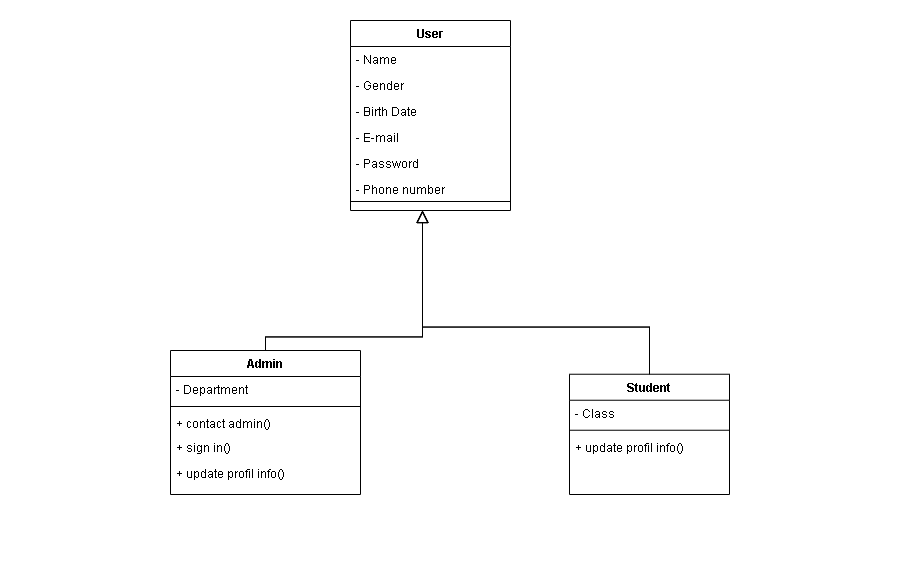 User
- Name
- Gender
- Birth Date
- E-mail
- Password
- Phone number
Admin
- Department
+ contact admin()
+ sign in()
+ update profil info()
Student
- Class
+ update profil info()